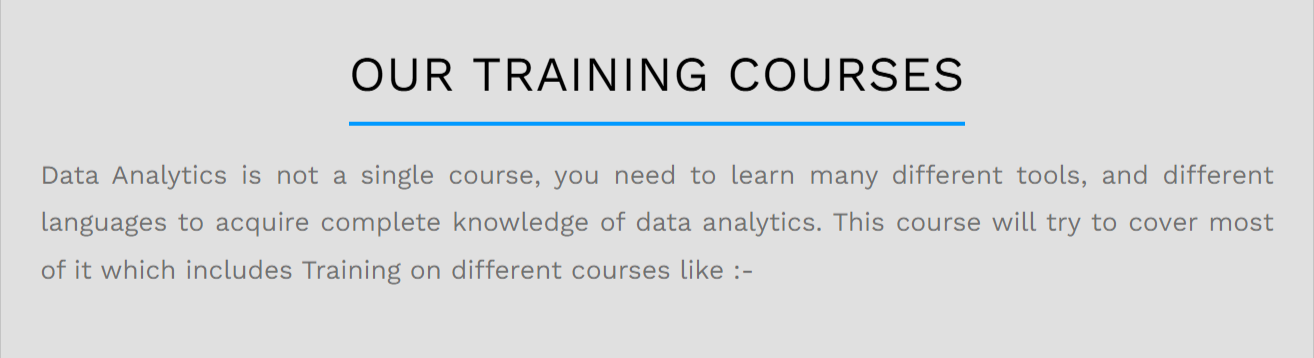 OUR TRAINING COURSES
Data Analytics is not a single course, you need to learn many different tools, and different
languages to acquire complete knowledge of data analytics. This course will try to cover most
of it which includes Training on different courses like :-